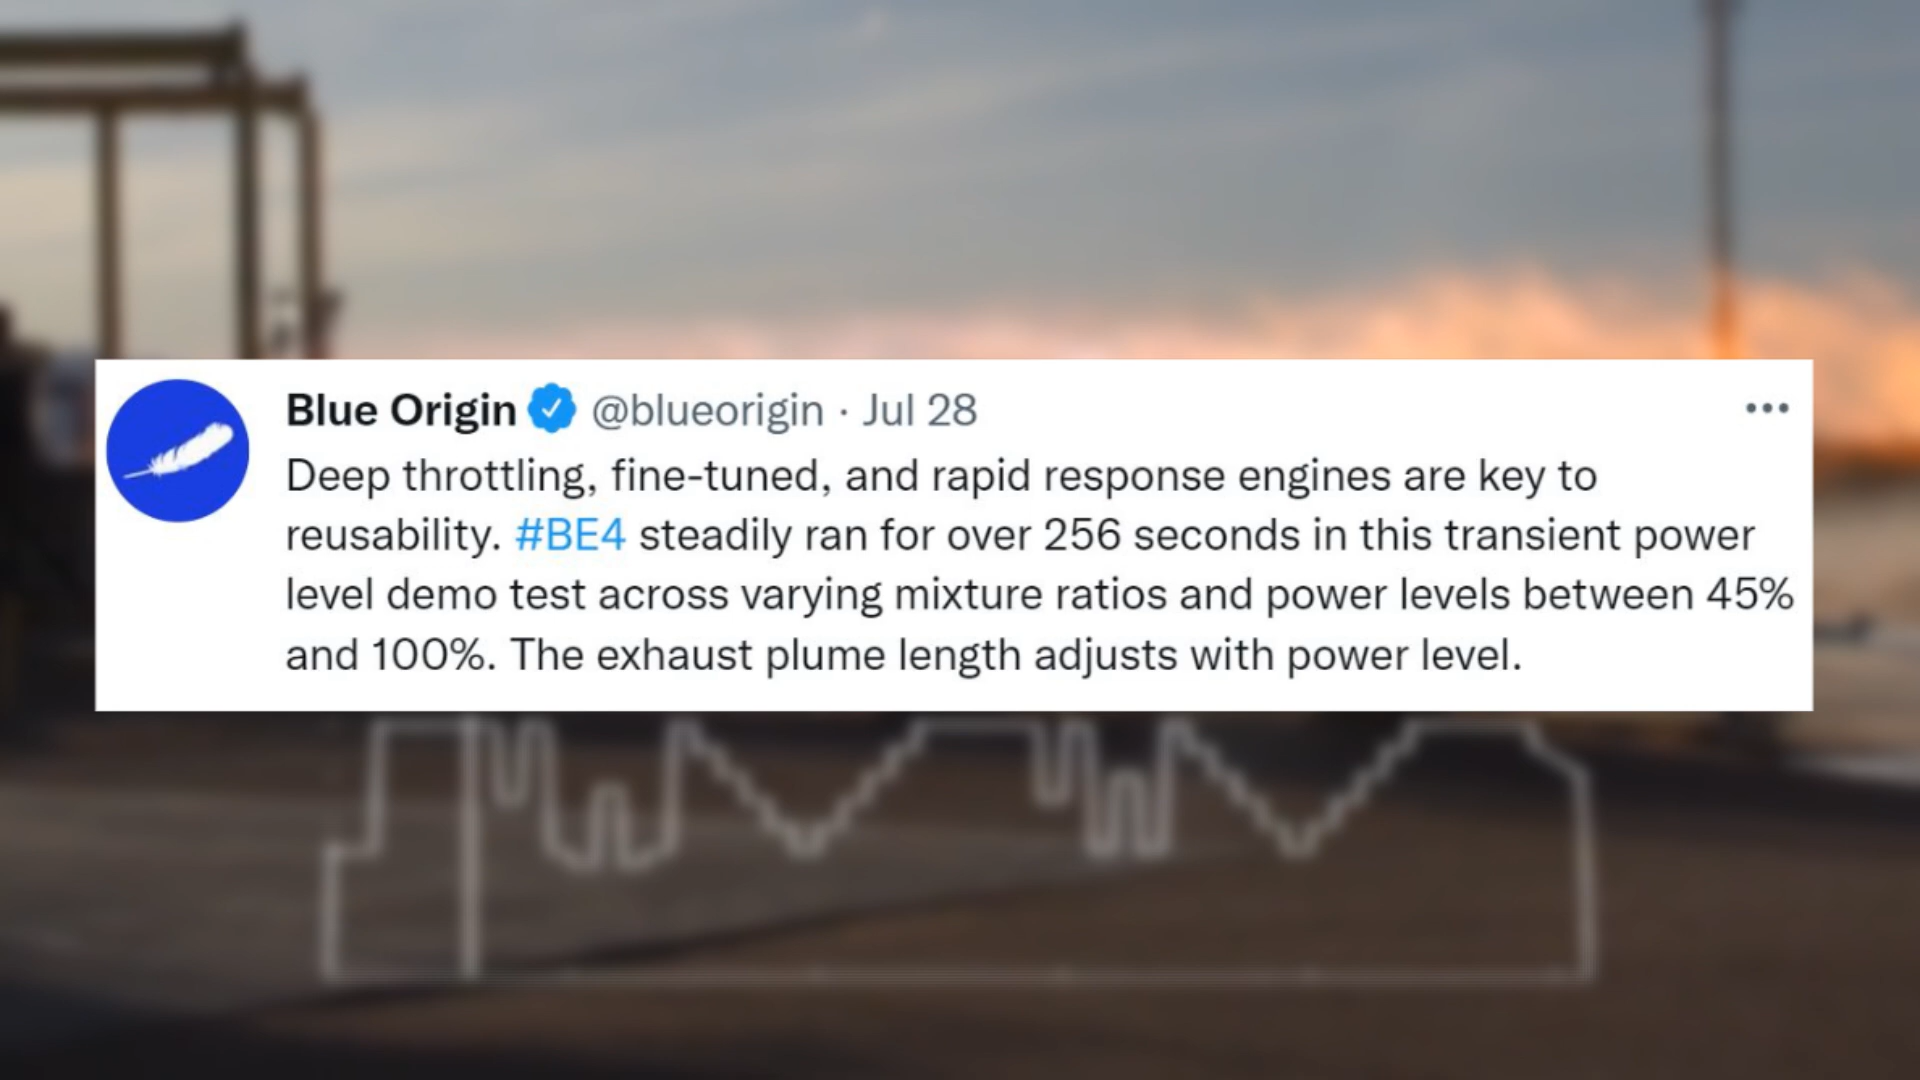 Blue Origin @blueorigin · Jul 28
Deep throttling, fine-tuned, and rapid response engines are key to
reusability. #BE4 steadily ran for over 256 seconds in this transient power
level demo test across varying mixture ratios and power levels between 45%
and 100%. The exhaust plume length adjusts with power level.